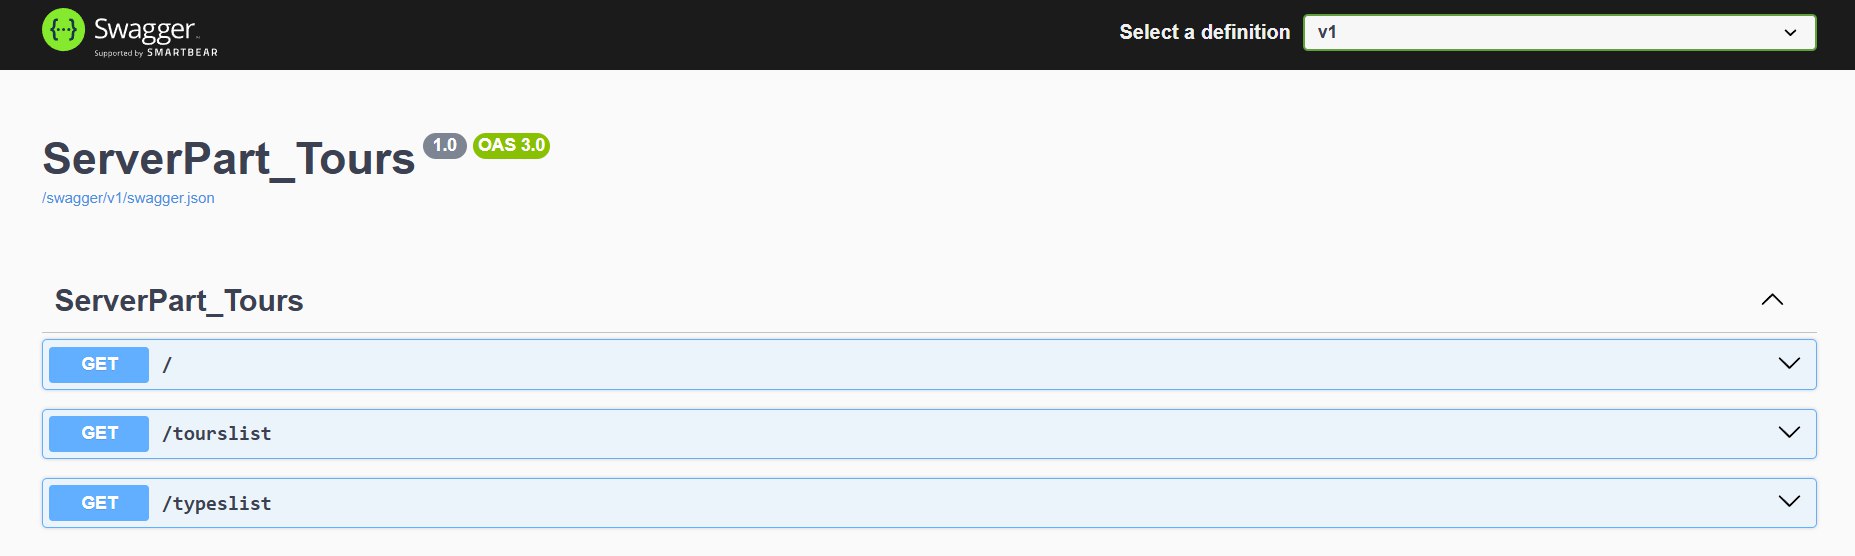 Swagger
Supported by SMARTBEAR
Select a definition
v1
ServerPart_Tours 1.0 OAS 3.0
/swagger/v1/swagger.json
ServerPart_Tours
GET /
GET /tourslist
GET /typeslist